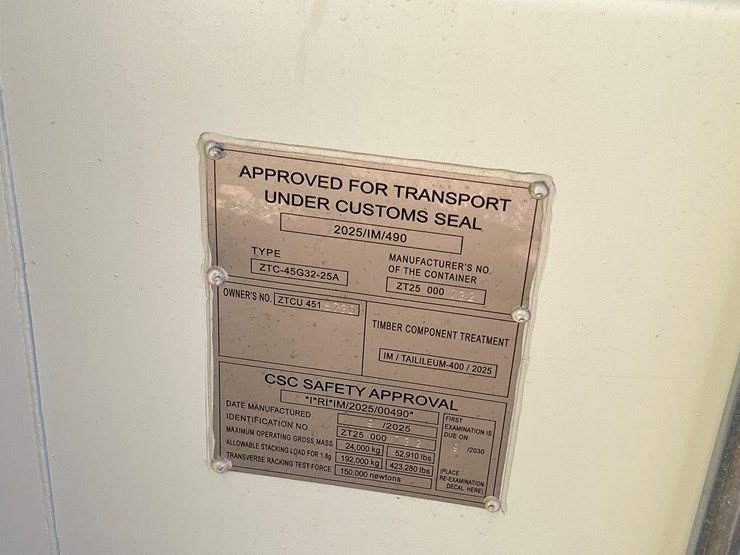 APPROVED FOR TRANSPORT
UNDER CUSTOMS SEAL
2025/IM/490
TYPE
ZTC-45G32-25A
MANUFACTURER'S NO.
OF THE CONTAINER
ZT25 000
OWNER'S NO. ZTCU 451
TIMBER COMPONENT TREATMENT
IM / TAILILEUM-400 / 2025
CSC SAFETY APPROVAL
*I*RI*IM/2025/00490*
DATE MANUFACTURED /2025
IDENTIFICATION NO. ZT25 000
MAXIMUM OPERATING GROSS MASS 24,000 kg 52,910 lbs
ALLOWABLE STACKING LOAD FOR 1.8g 192,000 kg 423,280 lbs
TRANSVERSE RACKING TEST FORCE 150,000 newtons
FIRST
EXAMINATION IS
DUE ON
/2030
(PLACE
RE-EXAMINATION
DECAL HERE)